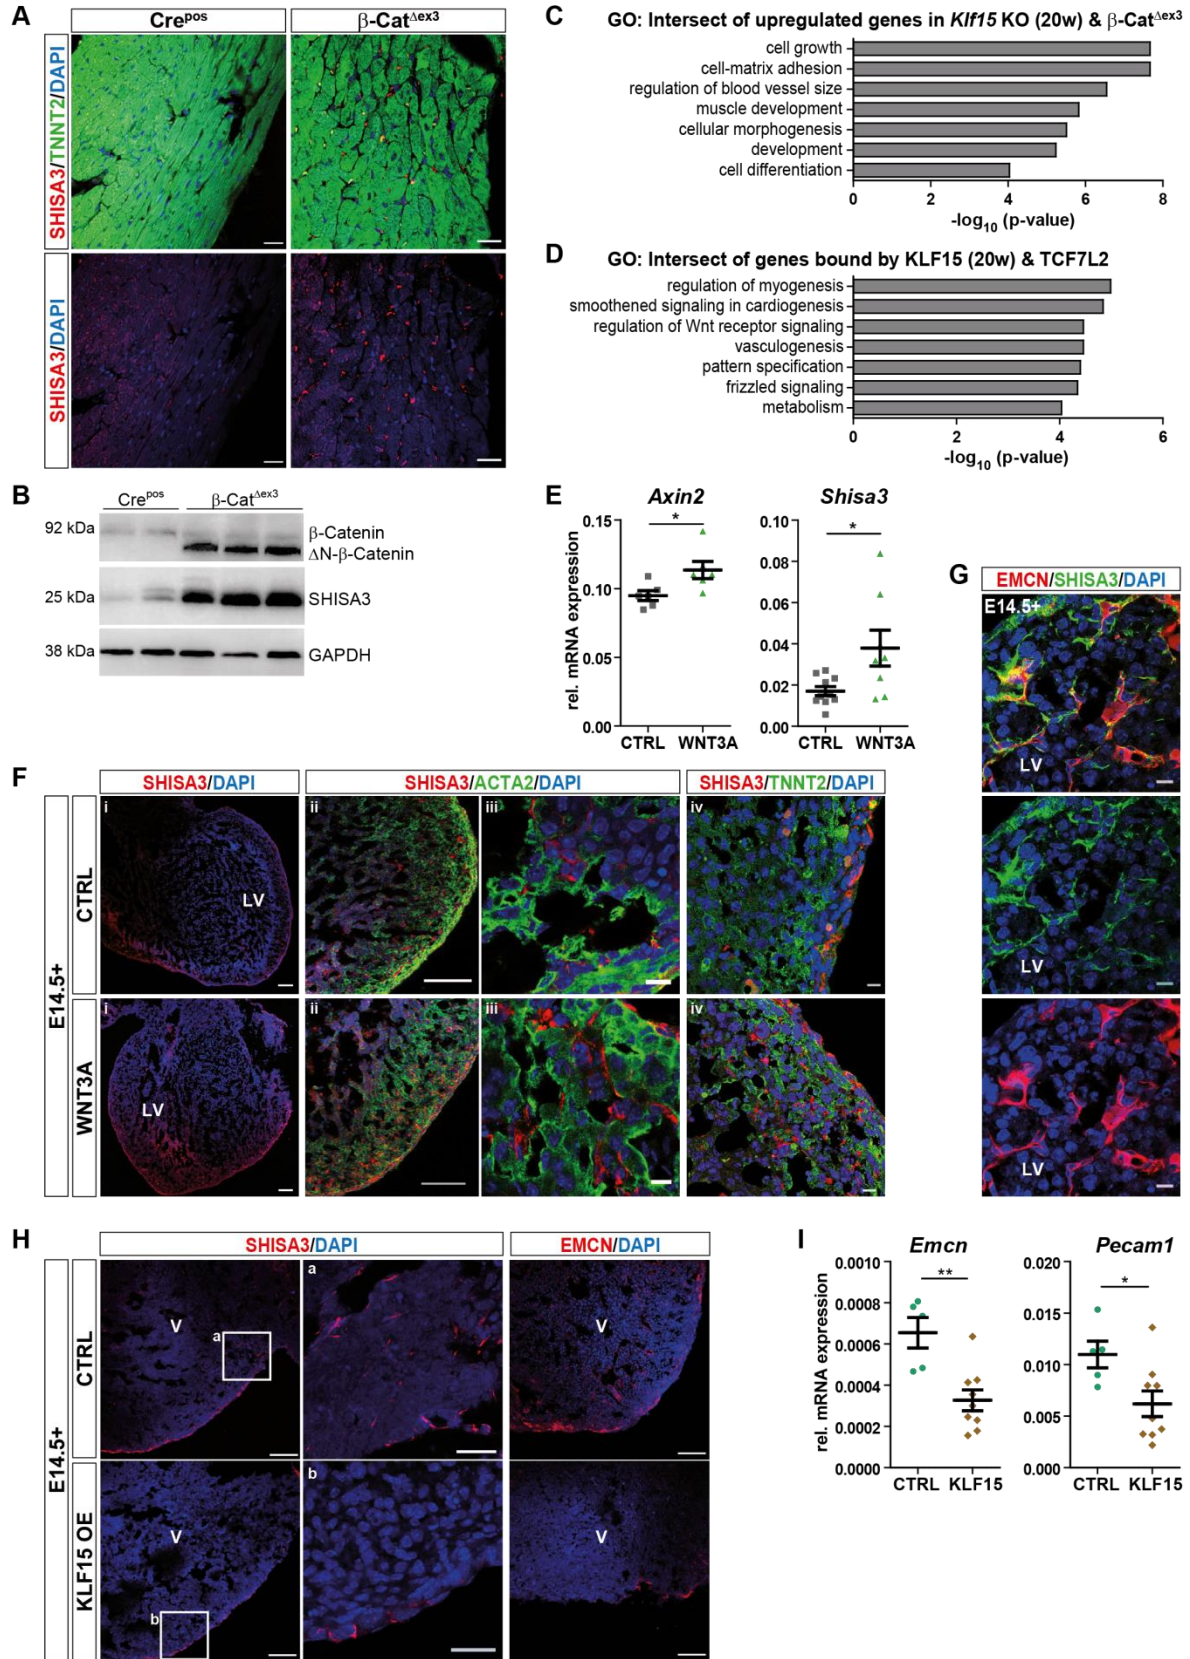 A
Cre^pos
β-Cat^Δex3
SHISA3/TNNT2/DAPI
SHISA3/DAPI
B
Cre^pos
β-Cat^Δex3
92 kDa
β-Catenin
ΔN-β-Catenin
25 kDa
SHISA3
38 kDa
GAPDH
C
GO: Intersect of upregulated genes in Klf15 KO (20w) & β-Cat^Δex3
cell growth
cell-matrix adhesion
regulation of blood vessel size
muscle development
cellular morphogenesis
development
cell differentiation
0 2 4 6 8
-log10 (p-value)
D
GO: Intersect of genes bound by KLF15 (20w) & TCF7L2
regulation of myogenesis
smoothened signaling in cardiogenesis
regulation of Wnt receptor signaling
vasculogenesis
pattern specification
frizzled signaling
metabolism
0 2 4 6
-log10 (p-value)
E
Axin2
rel. mRNA expression
0.15
0.10
0.05
0.00
*
CTRL WNT3A
Shisa3
0.10
0.08
0.06
0.04
0.02
0.00
*
CTRL WNT3A
F
SHISA3/DAPI
SHISA3/ACTA2/DAPI
SHISA3/TNNT2/DAPI
E14.5+
CTRL
i
LV
ii
iii
iv
WNT3A
i
LV
ii
iii
iv
G
EMCN/SHISA3/DAPI
E14.5+
LV
LV
LV
H
SHISA3/DAPI
EMCN/DAPI
E14.5+
CTRL
V
a
a
V
KLF15 OE
V
b
b
V
I
Emcn
rel. mRNA expression
0.0010
0.0008
0.0006
0.0004
0.0002
0.0000
**
CTRL KLF15
Pecam1
0.020
0.015
0.010
0.005
0.000
*
CTRL KLF15